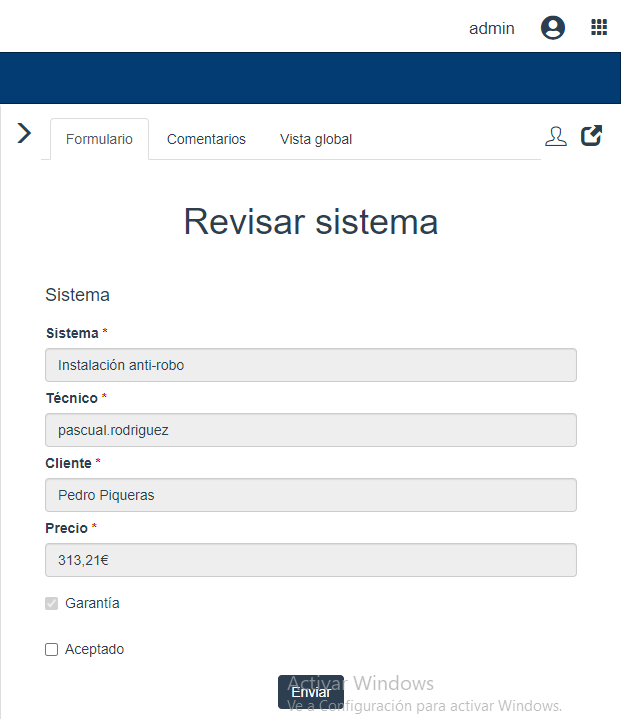 admin
Formulario Comentarios Vista global
Revisar sistema
Sistema
Sistema *
Instalación anti-robo
Técnico *
pascual.rodriguez
Cliente *
Pedro Piqueras
Precio *
313,21€
Garantía
Aceptado
Activar Windows
Enviar
Ve a Configuración para activar Windows.